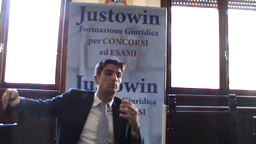 Justowin
Formazione Giuridica
per CONCORSI
ed ESAMI
Justowin
Giuridica